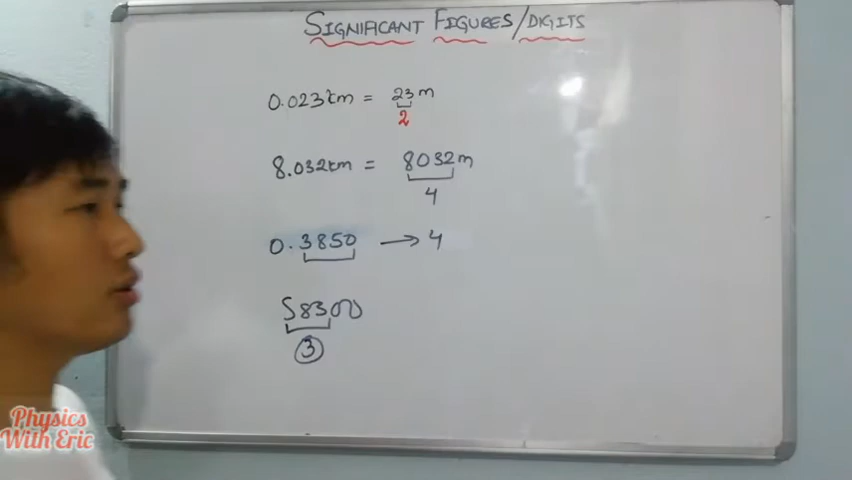 SIGNIFICANT FIGURES/DIGITS
0.023km = 23m
2
8.032km = 8032m
4
0.3850 → 4
58300
3
Physics
With Eric